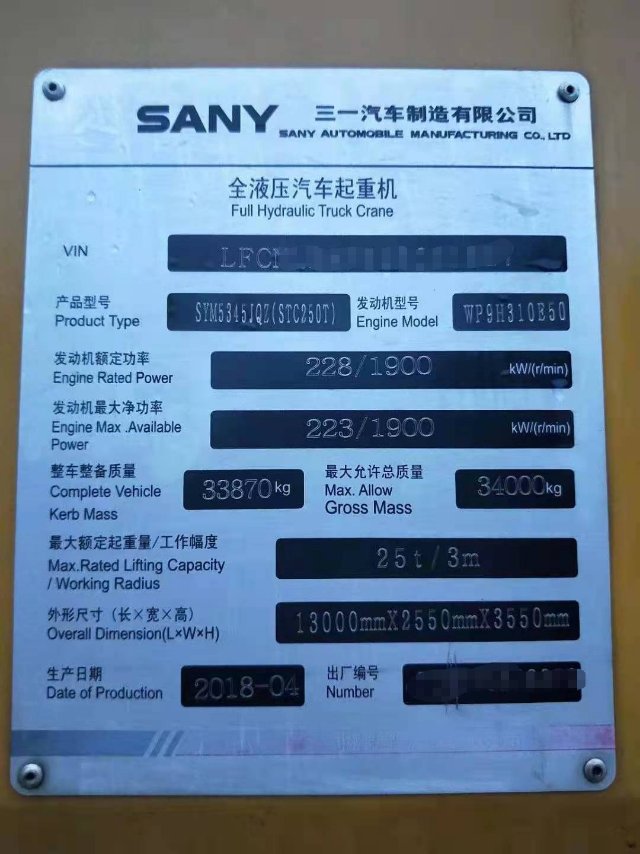 SANY 三一汽车制造有限公司
SANY AUTOMOBILE MANUFACTURING CO., LTD
全液压汽车起重机
Full Hydraulic Truck Crane
VIN LFC
产品型号 SYM5345JQZ(STC250T) 发动机型号 WP9H310E50
Product Type Engine Model
发动机额定功率 228/1900 kW/(r/min)
Engine Rated Power
发动机最大净功率 223/1900 kW/(r/min)
Engine Max .Available
Power
整车整备质量 33870kg 最大允许总质量 34000kg
Complete Vehicle Max. Allow
Kerb Mass Gross Mass
最大额定起重量/工作幅度 25t/3m
Max.Rated Lifting Capacity
/ Working Radius
外形尺寸（长×宽×高） 13000mmX2550mmX3550mm
Overall Dimension(L×W×H)
生产日期 2018-04 出厂编号
Date of Production Number